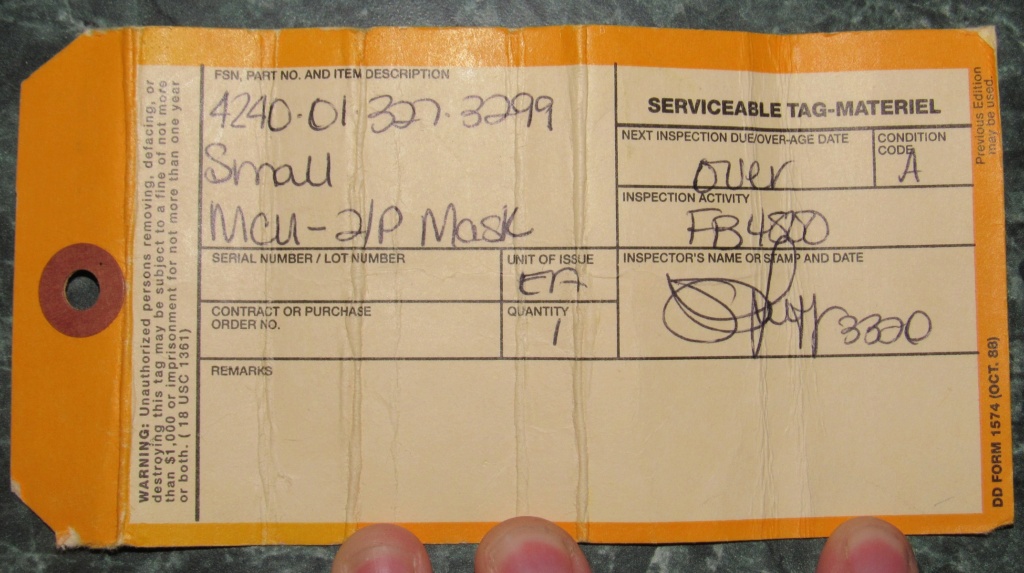 WARNING: Unauthorized persons removing, defacing, or
destroying this tag may be subject to a fine of not more
than $1,000 or imprisonment for not more than one year
or both. ( 18 USC 1361)
FSN, PART NO. AND ITEM DESCRIPTION
4240-01-327-3299
Small
MCU-2/P Mask
SERIAL NUMBER / LOT NUMBER
UNIT OF ISSUE
EA
CONTRACT OR PURCHASE
ORDER NO.
QUANTITY
1
SERVICEABLE TAG-MATERIEL
NEXT INSPECTION DUE/OVER-AGE DATE
over
CONDITION
CODE
A
INSPECTION ACTIVITY
INSPECTOR'S NAME OR STAMP AND DATE
3320
REMARKS
Previous Edition
may be used.
DD FORM 1574 (OCT. 88)